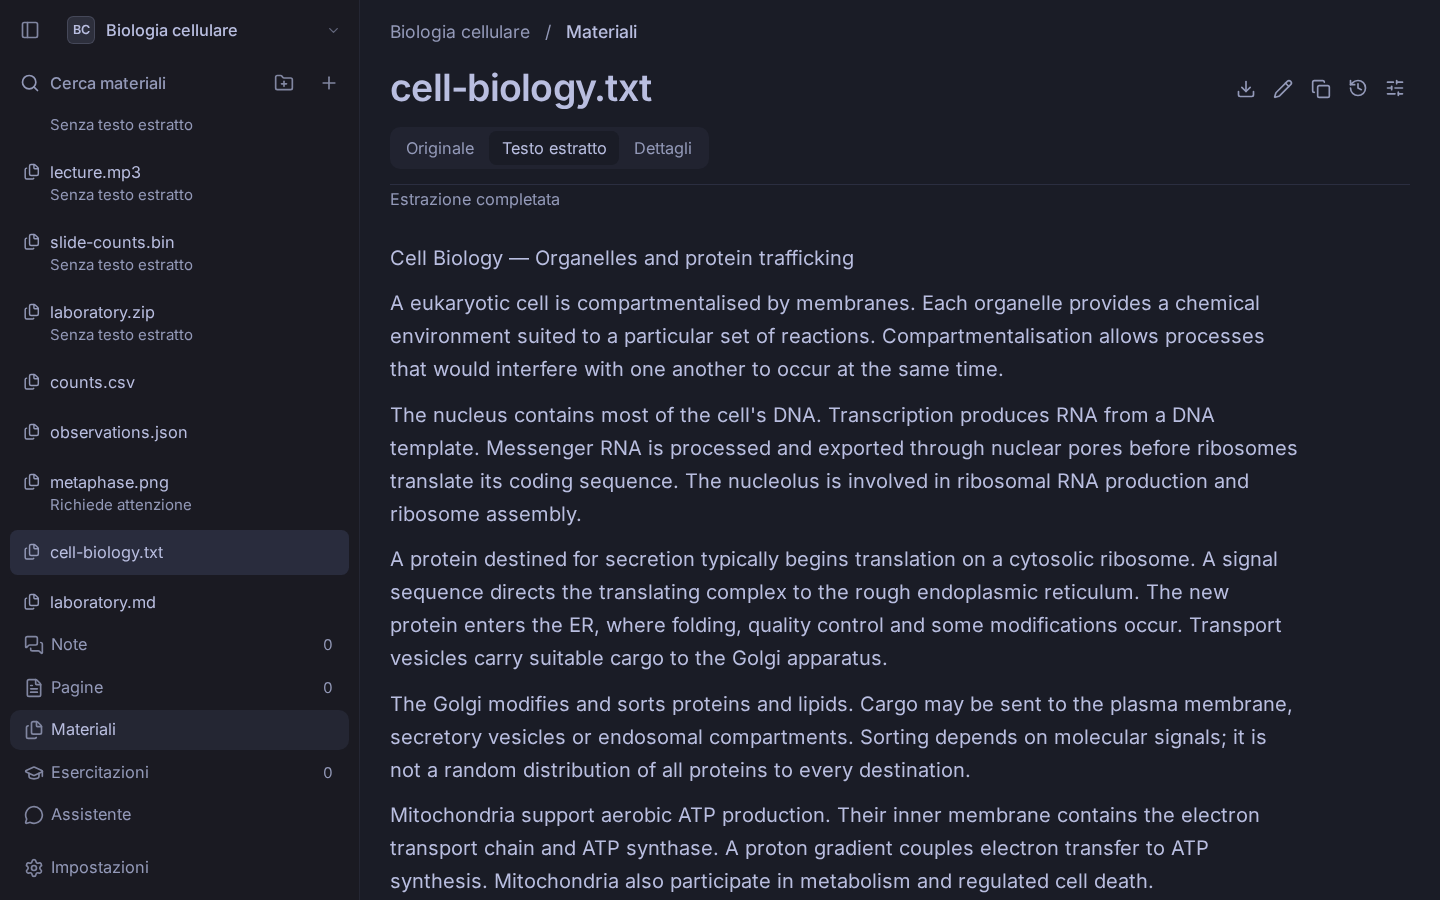 BC Biologia cellulare
Cerca materiali
Senza testo estratto
lecture.mp3
Senza testo estratto
slide-counts.bin
Senza testo estratto
laboratory.zip
Senza testo estratto
counts.csv
observations.json
metaphase.png
Richiede attenzione
cell-biology.txt
laboratory.md
Note 0
Pagine 0
Materiali
Esercitazioni 0
Assistente
Impostazioni
Biologia cellulare / Materiali
cell-biology.txt
Originale Testo estratto Dettagli
Estrazione completata
Cell Biology — Organelles and protein trafficking
A eukaryotic cell is compartmentalised by membranes. Each organelle provides a chemical
environment suited to a particular set of reactions. Compartmentalisation allows processes
that would interfere with one another to occur at the same time.
The nucleus contains most of the cell's DNA. Transcription produces RNA from a DNA
template. Messenger RNA is processed and exported through nuclear pores before ribosomes
translate its coding sequence. The nucleolus is involved in ribosomal RNA production and
ribosome assembly.
A protein destined for secretion typically begins translation on a cytosolic ribosome. A signal
sequence directs the translating complex to the rough endoplasmic reticulum. The new
protein enters the ER, where folding, quality control and some modifications occur. Transport
vesicles carry suitable cargo to the Golgi apparatus.
The Golgi modifies and sorts proteins and lipids. Cargo may be sent to the plasma membrane,
secretory vesicles or endosomal compartments. Sorting depends on molecular signals; it is
not a random distribution of all proteins to every destination.
Mitochondria support aerobic ATP production. Their inner membrane contains the electron
transport chain and ATP synthase. A proton gradient couples electron transfer to ATP
synthesis. Mitochondria also participate in metabolism and regulated cell death.